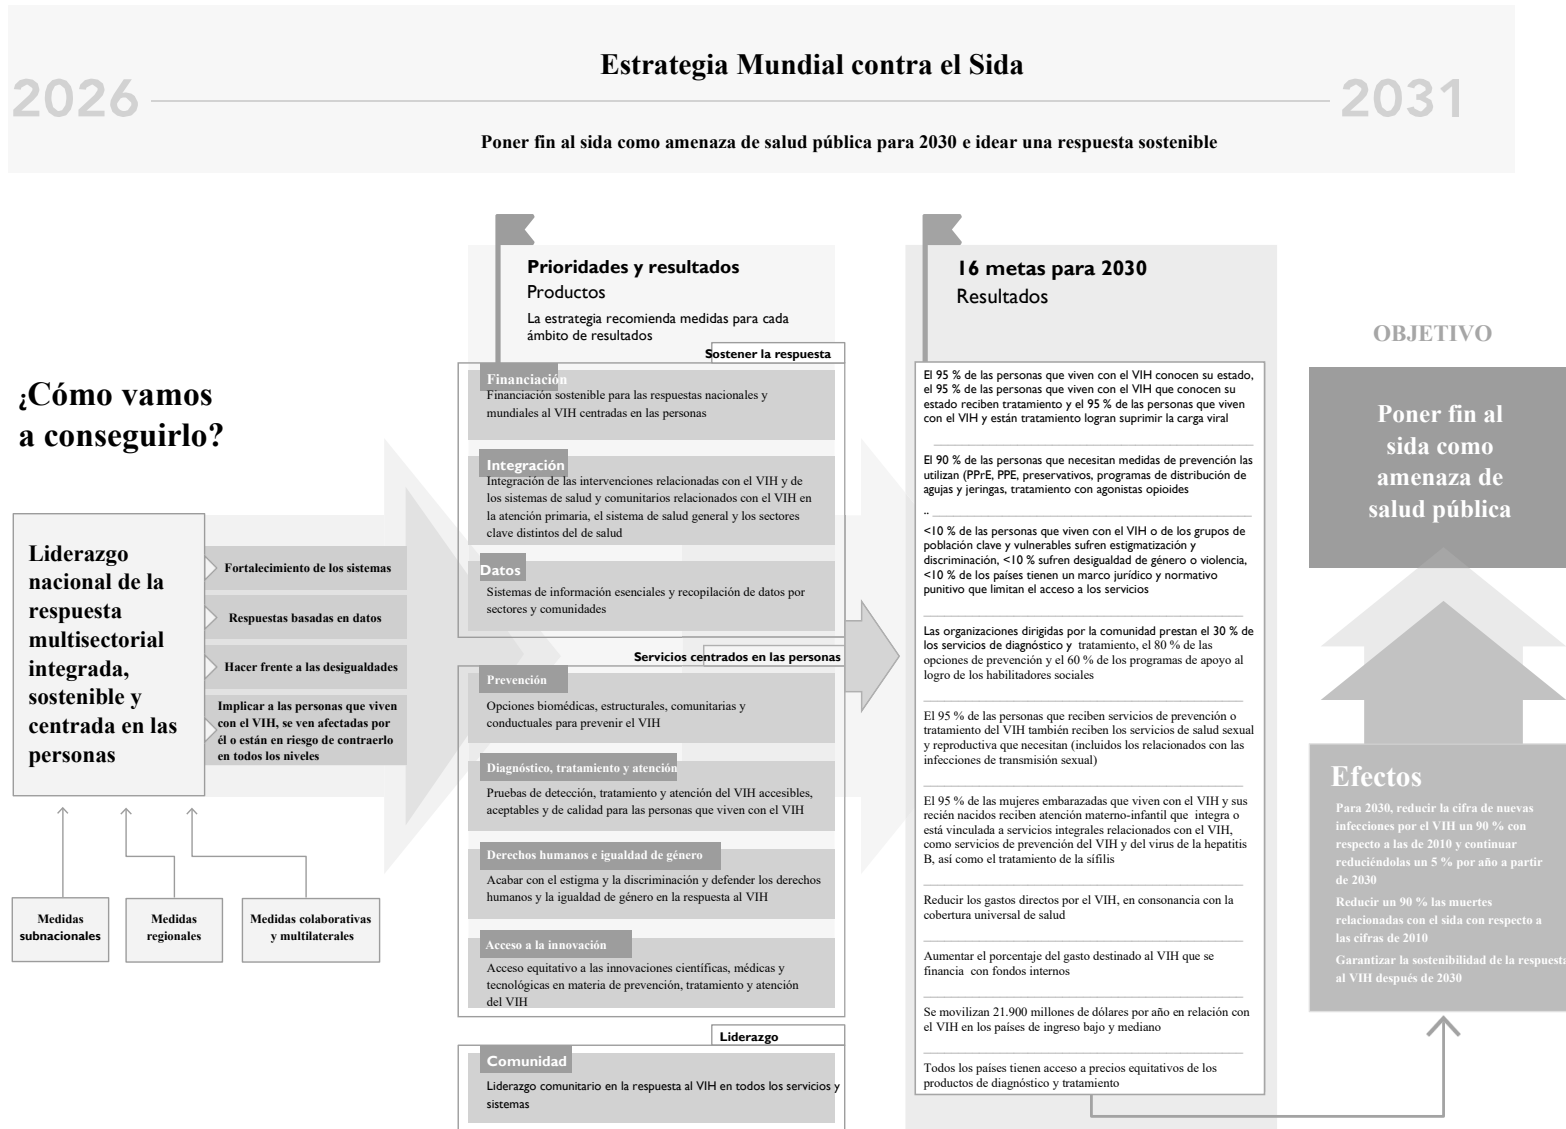 Estrategia Mundial contra el Sida
2026
2031
Poner fin al sida como amenaza de salud pública para 2030 e idear una respuesta sostenible
¿Cómo vamos
a conseguirlo?
Liderazgo
nacional de la
respuesta
multisectorial
integrada,
sostenible y
centrada en las
personas
Fortalecimiento de los sistemas
Respuestas basadas en datos
Hacer frente a las desigualdades
Implicar a las personas que viven
con el VIH, se ven afectadas por
él o están en riesgo de contraerlo
en todos los niveles
Medidas
subnacionales
Medidas
regionales
Medidas colaborativas
y multilaterales
Prioridades y resultados
Productos
La estrategia recomienda medidas para cada
ámbito de resultados
Sostener la respuesta
Financiación
Financiación sostenible para las respuestas nacionales y
mundiales al VIH centradas en las personas
Integración
Integración de las intervenciones relacionadas con el VIH y de
los sistemas de salud y comunitarios relacionados con el VIH en
la atención primaria, el sistema de salud general y los sectores
clave distintos del de salud
Datos
Sistemas de información esenciales y recopilación de datos por
sectores y comunidades
Servicios centrados en las personas
Prevención
Opciones biomédicas, estructurales, comunitarias y
conductuales para prevenir el VIH
Diagnóstico, tratamiento y atención
Pruebas de detección, tratamiento y atención del VIH accesibles,
aceptables y de calidad para las personas que viven con el VIH
Derechos humanos e igualdad de género
Acabar con el estigma y la discriminación y defender los derechos
humanos y la igualdad de género en la respuesta al VIH
Acceso a la innovación
Acceso equitativo a las innovaciones científicas, médicas y
tecnológicas en materia de prevención, tratamiento y atención
del VIH
Liderazgo
Comunidad
Liderazgo comunitario en la respuesta al VIH en todos los servicios y
sistemas
16 metas para 2030
Resultados
El 95 % de las personas que viven con el VIH conocen su estado,
el 95 % de las personas que viven con el VIH que conocen su
estado reciben tratamiento y el 95 % de las personas que viven
con el VIH y están tratamiento logran suprimir la carga viral
El 90 % de las personas que necesitan medidas de prevención las
utilizan (PPrE, PPE, preservativos, programas de distribución de
agujas y jeringas, tratamiento con agonistas opioides
..
<10 % de las personas que viven con el VIH o de los grupos de
población clave y vulnerables sufren estigmatización y
discriminación, <10 % sufren desigualdad de género o violencia,
<10 % de los países tienen un marco jurídico y normativo
punitivo que limitan el acceso a los servicios
Las organizaciones dirigidas por la comunidad prestan el 30 % de
los servicios de diagnóstico y tratamiento, el 80 % de las
opciones de prevención y el 60 % de los programas de apoyo al
logro de los habilitadores sociales
El 95 % de las personas que reciben servicios de prevención o
tratamiento del VIH también reciben los servicios de salud sexual
y reproductiva que necesitan (incluidos los relacionados con las
infecciones de transmisión sexual)
El 95 % de las mujeres embarazadas que viven con el VIH y sus
recién nacidos reciben atención materno-infantil que integra o
está vinculada a servicios integrales relacionados con el VIH,
como servicios de prevención del VIH y del virus de la hepatitis
B, así como el tratamiento de la sífilis
Reducir los gastos directos por el VIH, en consonancia con la
cobertura universal de salud
Aumentar el porcentaje del gasto destinado al VIH que se
financia con fondos internos
Se movilizan 21.900 millones de dólares por año en relación con
el VIH en los países de ingreso bajo y mediano
Todos los países tienen acceso a precios equitativos de los
productos de diagnóstico y tratamiento
OBJETIVO
Poner fin al
sida como
amenaza de
salud pública
Efectos
Para 2030, reducir la cifra de nuevas
infecciones por el VIH un 90 % con
respecto a las de 2010 y continuar
reduciéndolas un 5 % por año a partir
de 2030
Reducir un 90 % las muertes
relacionadas con el sida con respecto a
las cifras de 2010
Garantizar la sostenibilidad de la respuesta
al VIH después de 2030